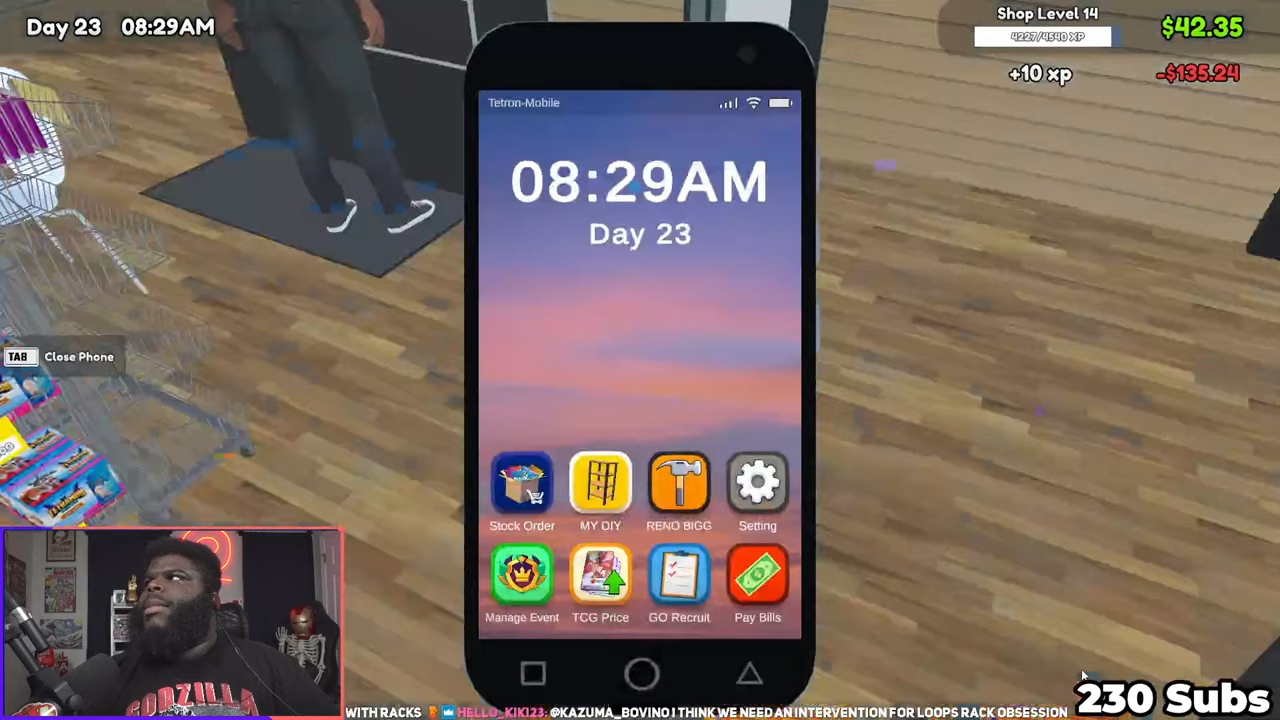 Day 23 08:29AM
Shop Level 14
$42.35
4227/4540 XP
+10 xp
-$135.24
Tetron-Mobile
08:29AM
Day 23
TAB Close Phone
Stock Order MY DIY RENO BIGG Setting
Manage Event TCG Price GO Recruit Pay Bills
GODZILLA
230 Subs
WITH RACKS HELLO_KIKI23: @KAZUMA_BOVINO I THINK WE NEED AN INTERVENTION FOR LOOPS RACK OBSESSION